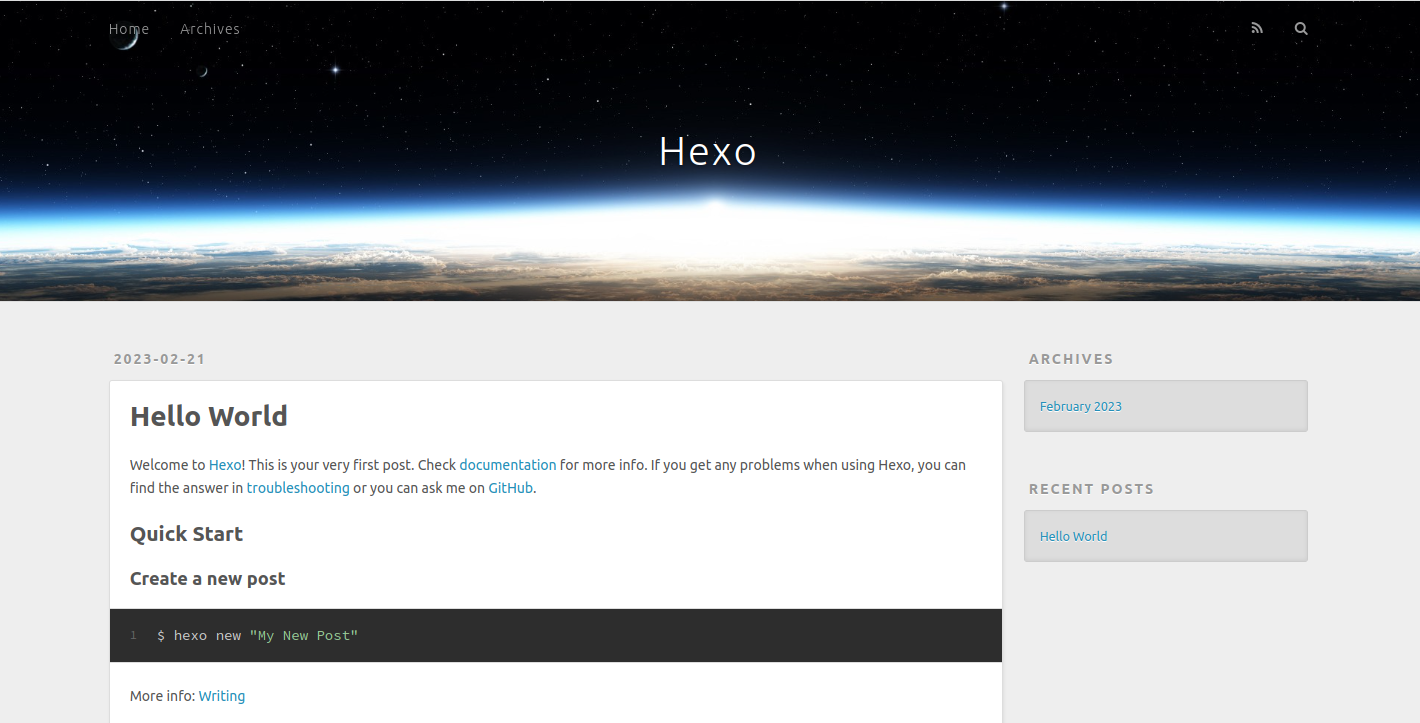 Home Archives
Hexo
2023-02-21
Hello World
Welcome to Hexo! This is your very first post. Check documentation for more info. If you get any problems when using Hexo, you can
find the answer in troubleshooting or you can ask me on GitHub.
Quick Start
Create a new post
1 $ hexo new "My New Post"
More info: Writing
ARCHIVES
February 2023
RECENT POSTS
Hello World